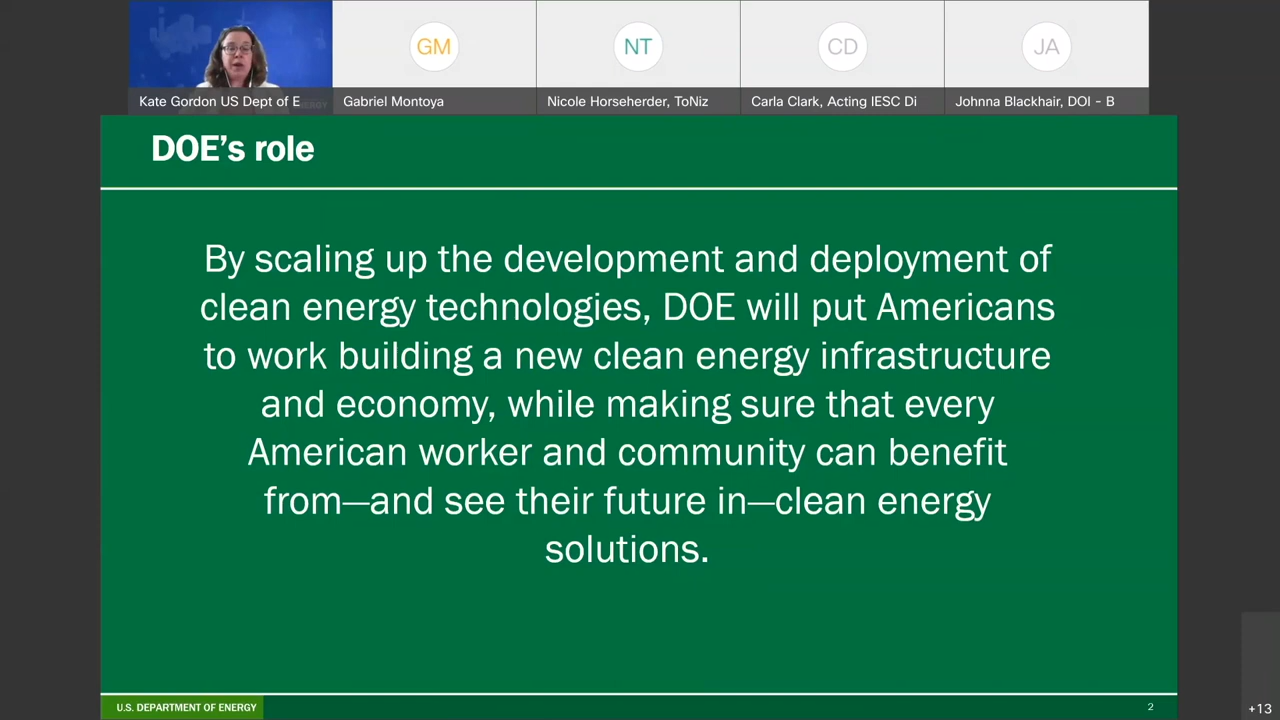 GM
NT
CD
JA
Kate Gordon US Dept of E
Gabriel Montoya
Nicole Horseherder, ToNiz
Carla Clark, Acting IESC Di
Johnna Blackhair, DOI - B
DOE’s role
By scaling up the development and deployment of
clean energy technologies, DOE will put Americans
to work building a new clean energy infrastructure
and economy, while making sure that every
American worker and community can benefit
from—and see their future in—clean energy
solutions.
U.S. DEPARTMENT OF ENERGY
2
+13